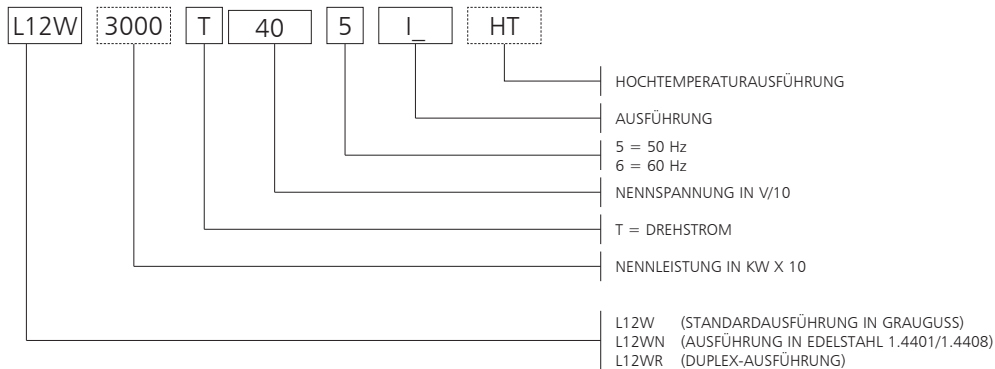 L12W 3000 T 40 5 I_ HT
HOCHTEMPERATURAUSFÜHRUNG
AUSFÜHRUNG
5 = 50 Hz
6 = 60 Hz
NENNSPANNUNG IN V/10
T = DREHSTROM
NENNLEISTUNG IN KW X 10
L12W (STANDARDAUSFÜHRUNG IN GRAUGUSS)
L12WN (AUSFÜHRUNG IN EDELSTAHL 1.4401/1.4408)
L12WR (DUPLEX-AUSFÜHRUNG)